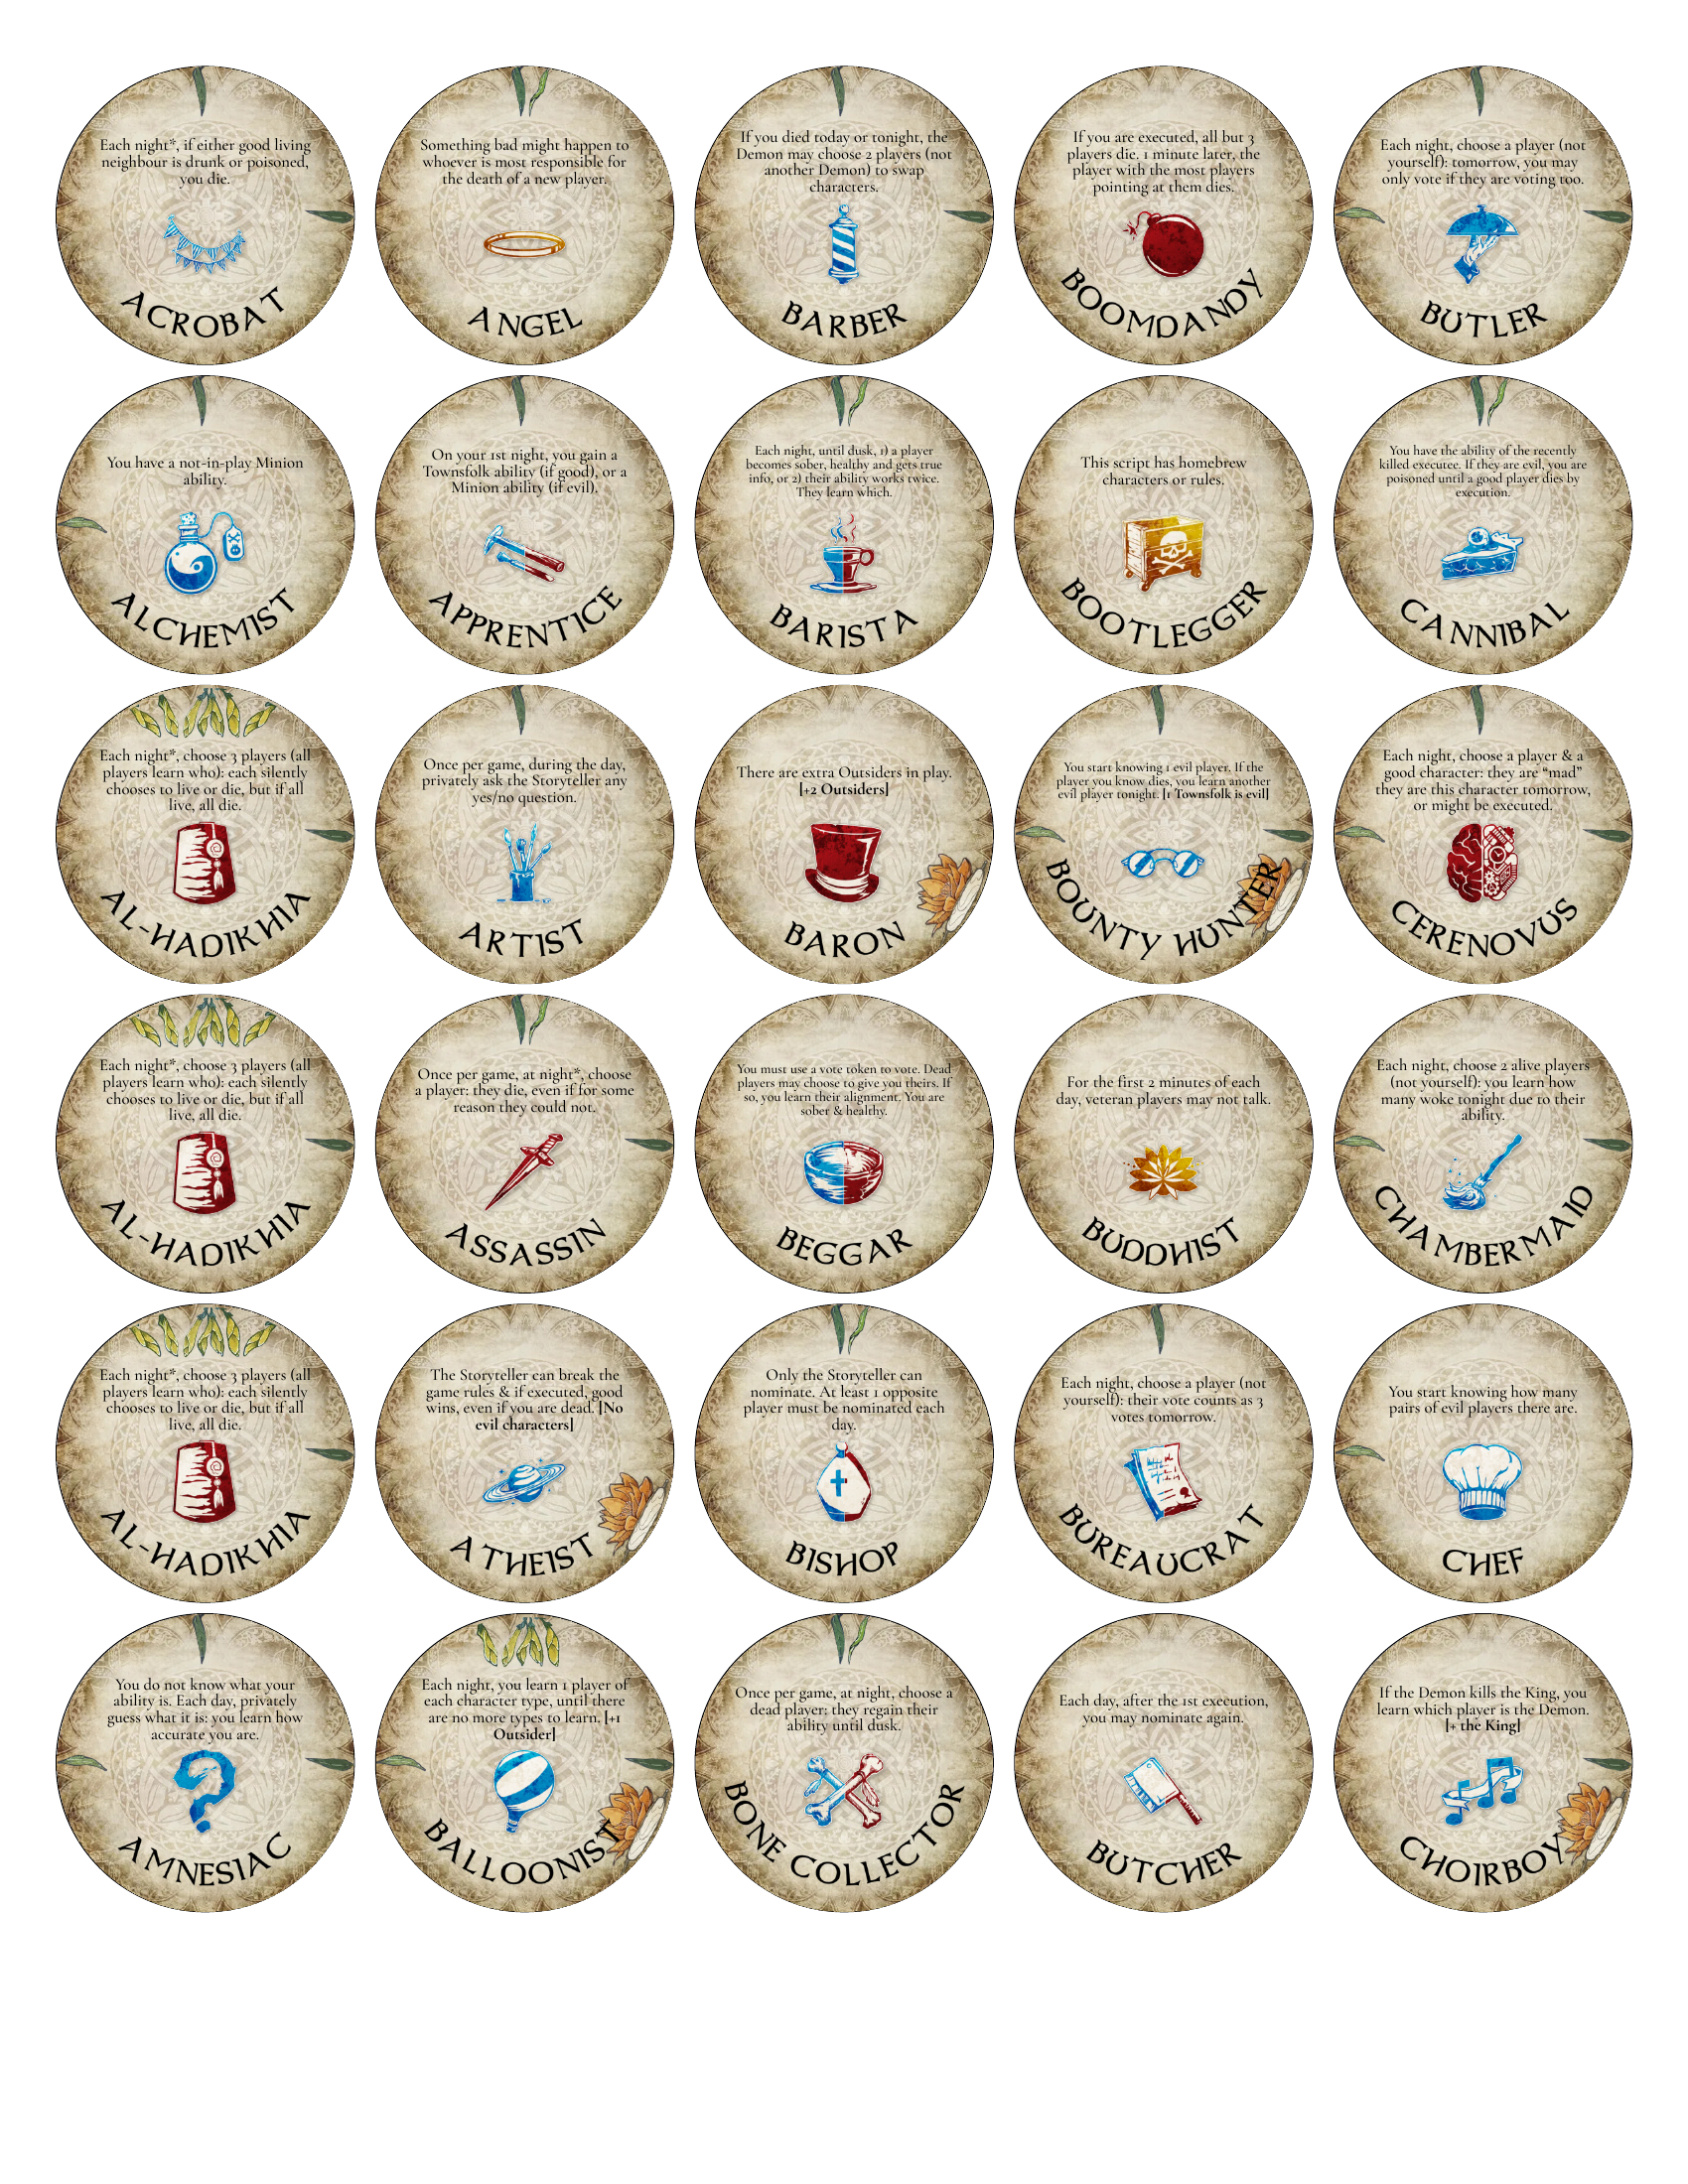 Each night*, if either good living
neighbour is drunk or poisoned,
you die.
ACROBAT
Something bad might happen to
whoever is most responsible for
the death of a new player.
ANGEL
If you died today or tonight, the
Demon may choose 2 players (not
another Demon) to swap
characters.
BARBER
If you are executed, all but 3
players die. 1 minute later, the
player with the most players
pointing at them dies.
BOOMDANDY
Each night, choose a player (not
yourself): tomorrow, you may
only vote if they are voting too.
BUTLER
You have a not-in-play Minion
ability.
ALCHEMIST
On your 1st night, you gain a
Townsfolk ability (if good), or a
Minion ability (if evil).
APPRENTICE
Each night, until dusk, 1) a player
becomes sober, healthy and gets true
info, or 2) their ability works twice.
They learn which.
BARISTA
This script has homebrew
characters or rules.
BOOTLEGGER
You have the ability of the recently
killed executee. If they are evil, you are
poisoned until a good player dies by
execution.
CANNIBAL
Each night*, choose 3 players (all
players learn who): each silently
chooses to live or die, but if all
live, all die.
AL-HADIKHIA
Once per game, during the day,
privately ask the Storyteller any
yes/no question.
ARTIST
There are extra Outsiders in play.
[+2 Outsiders]
BARON
You start knowing 1 evil player. If the
player you know dies, you learn another
evil player tonight. [1 Townsfolk is evil]
BOUNTY HUNTER
Each night, choose a player & a
good character: they are “mad”
they are this character tomorrow,
or might be executed.
CERENOVUS
Each night*, choose 3 players (all
players learn who): each silently
chooses to live or die, but if all
live, all die.
AL-HADIKHIA
Once per game, at night*, choose
a player: they die, even if for some
reason they could not.
ASSASSIN
You must use a vote token to vote. Dead
players may choose to give you theirs. If
so, you learn their alignment. You are
sober & healthy.
BEGGAR
For the first 2 minutes of each
day, veteran players may not talk.
BUDDHIST
Each night, choose 2 alive players
(not yourself): you learn how
many woke tonight due to their
ability.
CHAMBERMAID
Each night*, choose 3 players (all
players learn who): each silently
chooses to live or die, but if all
live, all die.
AL-HADIKHIA
The Storyteller can break the
game rules & if executed, good
wins, even if you are dead. [No
evil characters]
ATHEIST
Only the Storyteller can
nominate. At least 1 opposite
player must be nominated each
day.
BISHOP
Each night, choose a player (not
yourself): their vote counts as 3
votes tomorrow.
BUREAUCRAT
You start knowing how many
pairs of evil players there are.
CHEF
You do not know what your
ability is. Each day, privately
guess what it is: you learn how
accurate you are.
AMNESIAC
Each night, you learn 1 player of
each character type, until there
are no more types to learn. [+1
Outsider]
BALLOONIST
Once per game, at night, choose a
dead player: they regain their
ability until dusk.
BONE COLLECTOR
Each day, after the 1st execution,
you may nominate again.
BUTCHER
If the Demon kills the King, you
learn which player is the Demon.
[+ the King]
CHOIRBOY